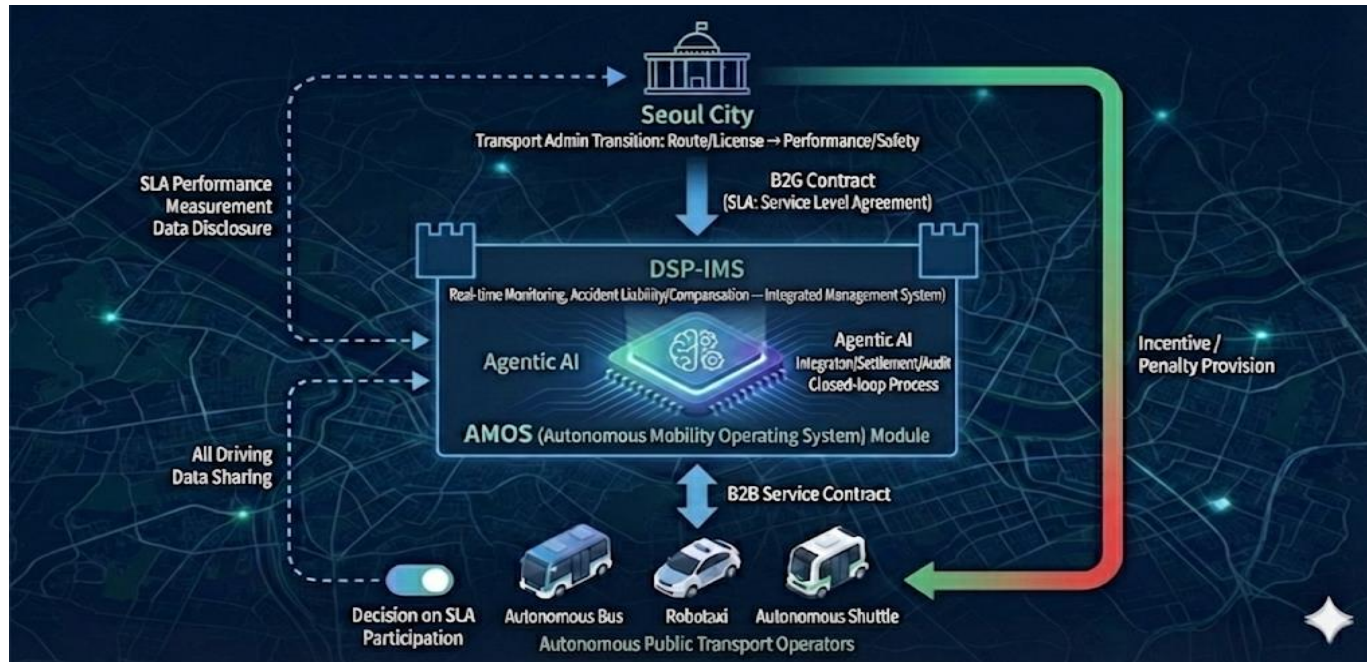 Seoul City
Transport Admin Transition: Route/License → Performance/Safety
SLA Performance
Measurement
Data Disclosure
B2G Contract
(SLA: Service Level Agreement)
DSP-IMS
Real-time Monitoring, Accident Liability/Compensation — Integrated Management System)
Agentic AI
Agentic AI
Integraton/Settlement/Audit
Closed-loop Process
AMOS (Autonomous Mobility Operating System) Module
Incentive /
Penalty Provision
All Driving
Data Sharing
B2B Service Contract
Decision on SLA
Participation
Autonomous Bus
Robotaxi
Autonomous Shuttle
Autonomous Public Transport Operators